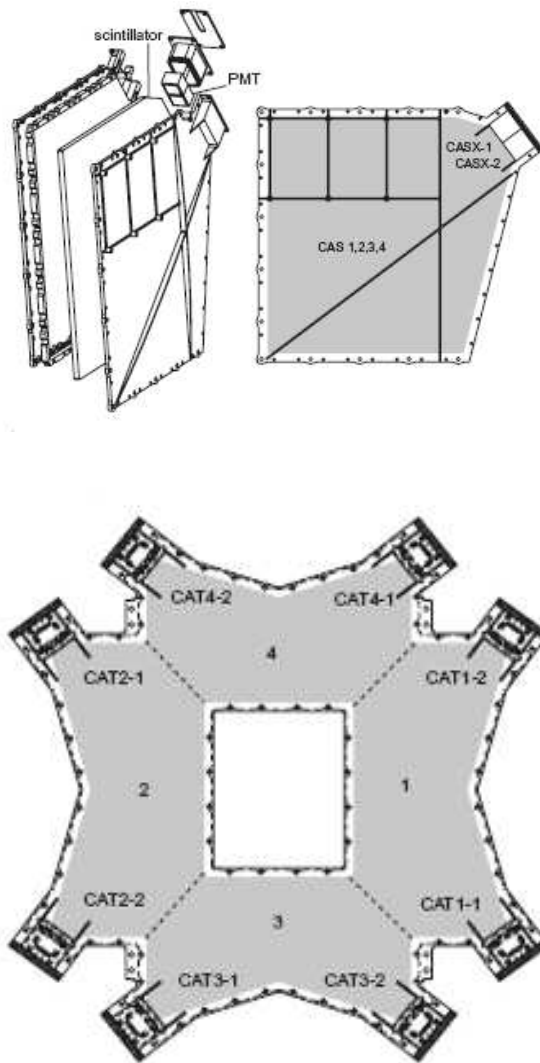 scintillator
PMT
CASX-1
CASX-2
CAS 1,2,3,4
CAT4-2
CAT4-1
4
CAT2-1
CAT1-2
2
1
CAT2-2
CAT1-1
3
CAT3-1
CAT3-2